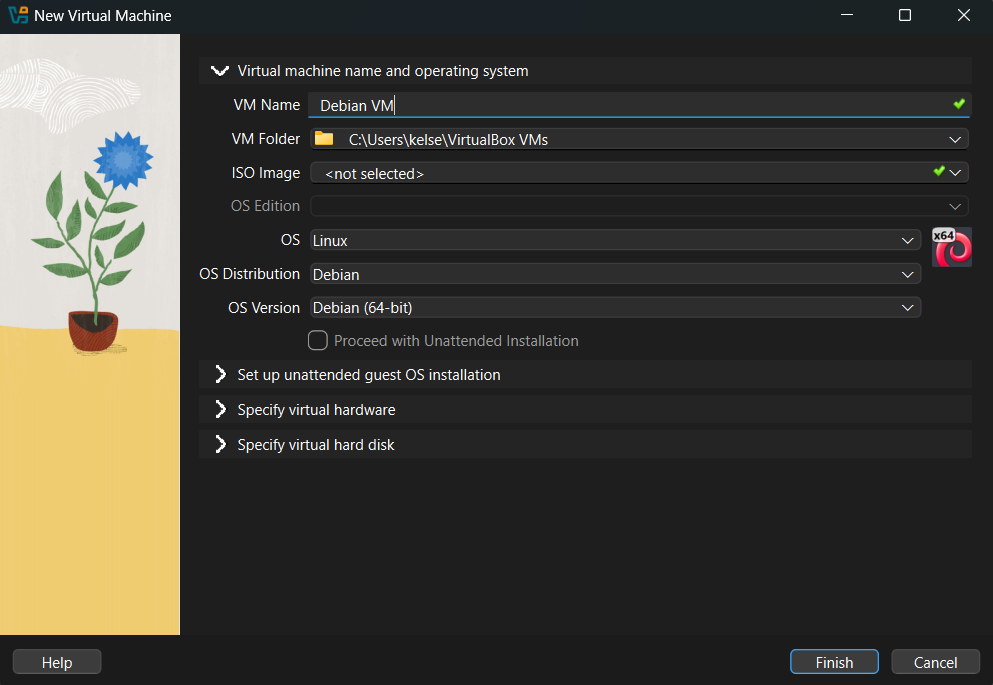 New Virtual Machine
Virtual machine name and operating system
VM Name Debian VM
VM Folder C:\Users\kelse\VirtualBox VMs
ISO Image <not selected>
OS Edition
OS Linux
x64
OS Distribution Debian
OS Version Debian (64-bit)
Proceed with Unattended Installation
Set up unattended guest OS installation
Specify virtual hardware
Specify virtual hard disk
Help Finish Cancel